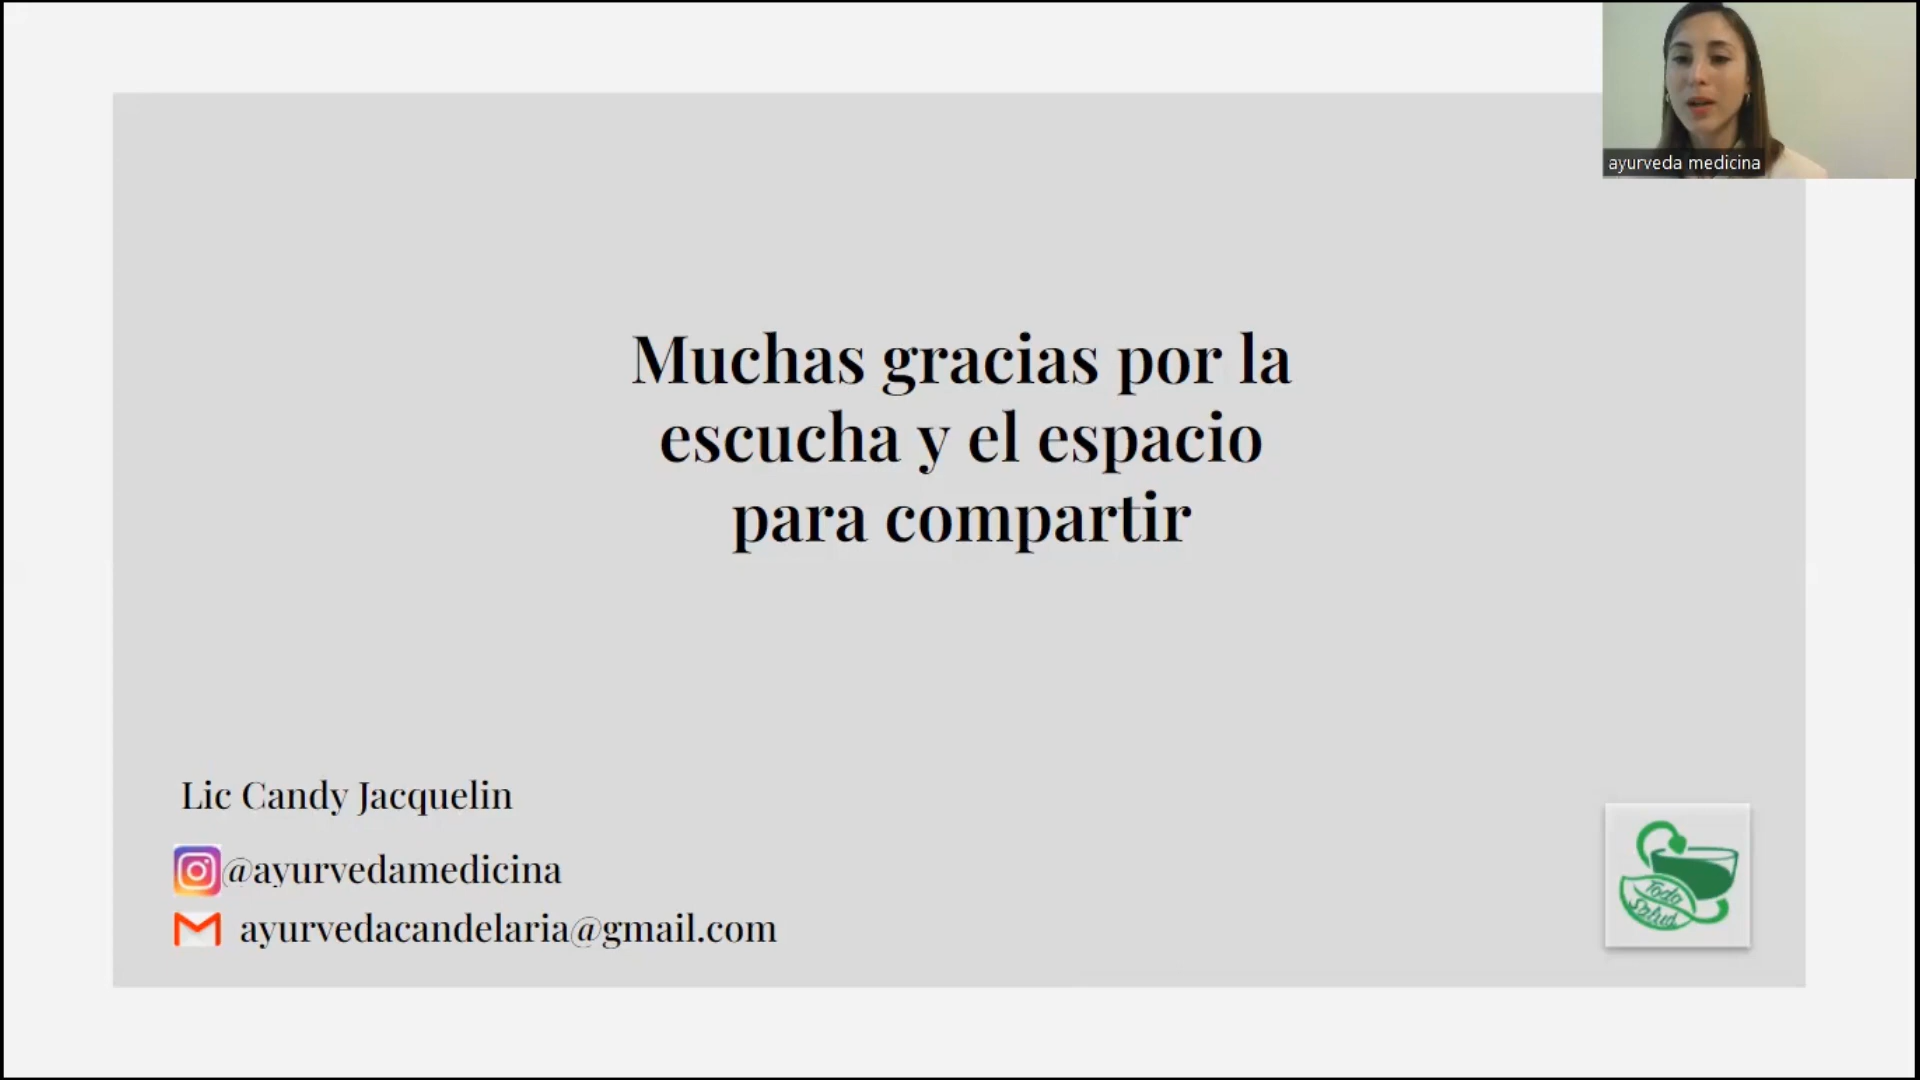 ayurveda medicina
Muchas gracias por la
escucha y el espacio
para compartir
Lic Candy Jacquelin
@ayurvedamedicina
ayurvedacandelaria@gmail.com
Todo
Salud